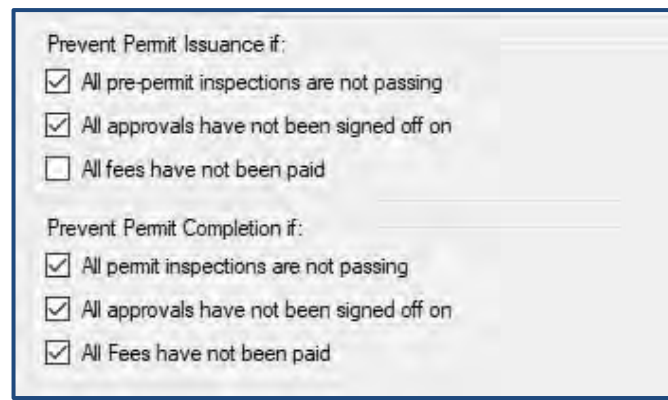 Prevent Permit Issuance if:
All pre-permit inspections are not passing
All approvals have not been signed off on
All fees have not been paid
Prevent Permit Completion if:
All permit inspections are not passing
All approvals have not been signed off on
All Fees have not been paid